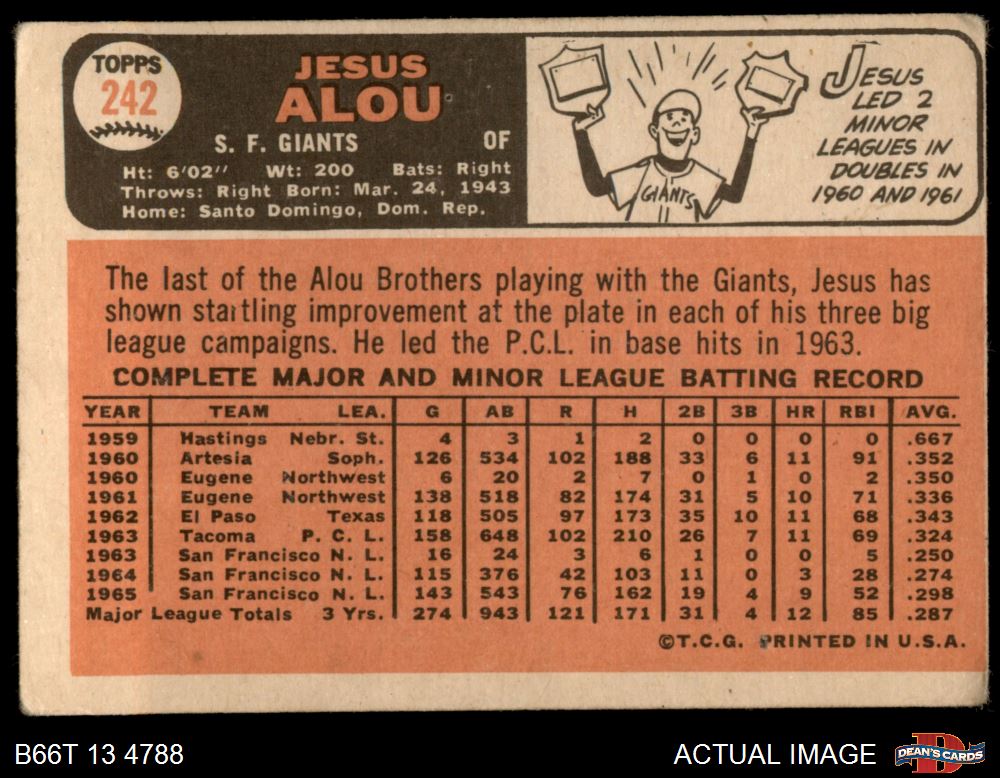 TOPPS
242
JESUS
ALOU
S. F. GIANTS OF
Ht: 6'02" Wt: 200 Bats: Right
Throws: Right Born: Mar. 24, 1943
Home: Santo Domingo, Dom. Rep.
GIANTS
JESUS
LED 2
MINOR
LEAGUES IN
DOUBLES IN
1960 AND 1961
The last of the Alou Brothers playing with the Giants, Jesus has
shown startling improvement at the plate in each of his three big
league campaigns. He led the P.C.L. in base hits in 1963.
COMPLETE MAJOR AND MINOR LEAGUE BATTING RECORD
YEAR TEAM LEA. G AB R H 2B 3B HR RBI AVG.
1959 Hastings Nebr. St. 4 3 1 2 0 0 0 0 .667
1960 Artesia Soph. 126 534 102 188 33 6 11 91 .352
1960 Eugene Northwest 6 20 2 7 0 1 0 2 .350
1961 Eugene Northwest 138 518 82 174 31 5 10 71 .336
1962 El Paso Texas 118 505 97 173 35 10 11 68 .343
1963 Tacoma P. C. L. 158 648 102 210 26 7 11 69 .324
1963 San Francisco N. L. 16 24 3 6 1 0 0 5 .250
1964 San Francisco N. L. 115 376 42 103 11 0 3 28 .274
1965 San Francisco N. L. 143 543 76 162 19 4 9 52 .298
Major League Totals 3 Yrs. 274 943 121 171 31 4 12 85 .287
©T.C.G. PRINTED IN U.S.A.
B66T 13 4788 ACTUAL IMAGE
DEAN'S CARDS